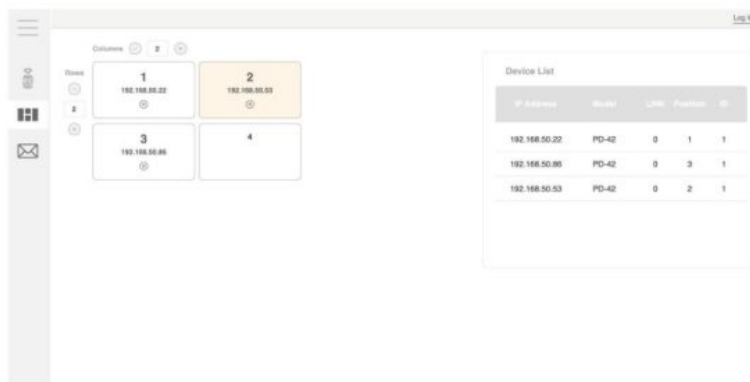 Log
Columns 2
Rows
2
1
192.168.50.22
2
192.168.50.53
3
192.168.50.86
4
Device List
IP Address Model LINK Position ID
192.168.50.22 PD-42 0 1 1
192.168.50.86 PD-42 0 3 1
192.168.50.53 PD-42 0 2 1